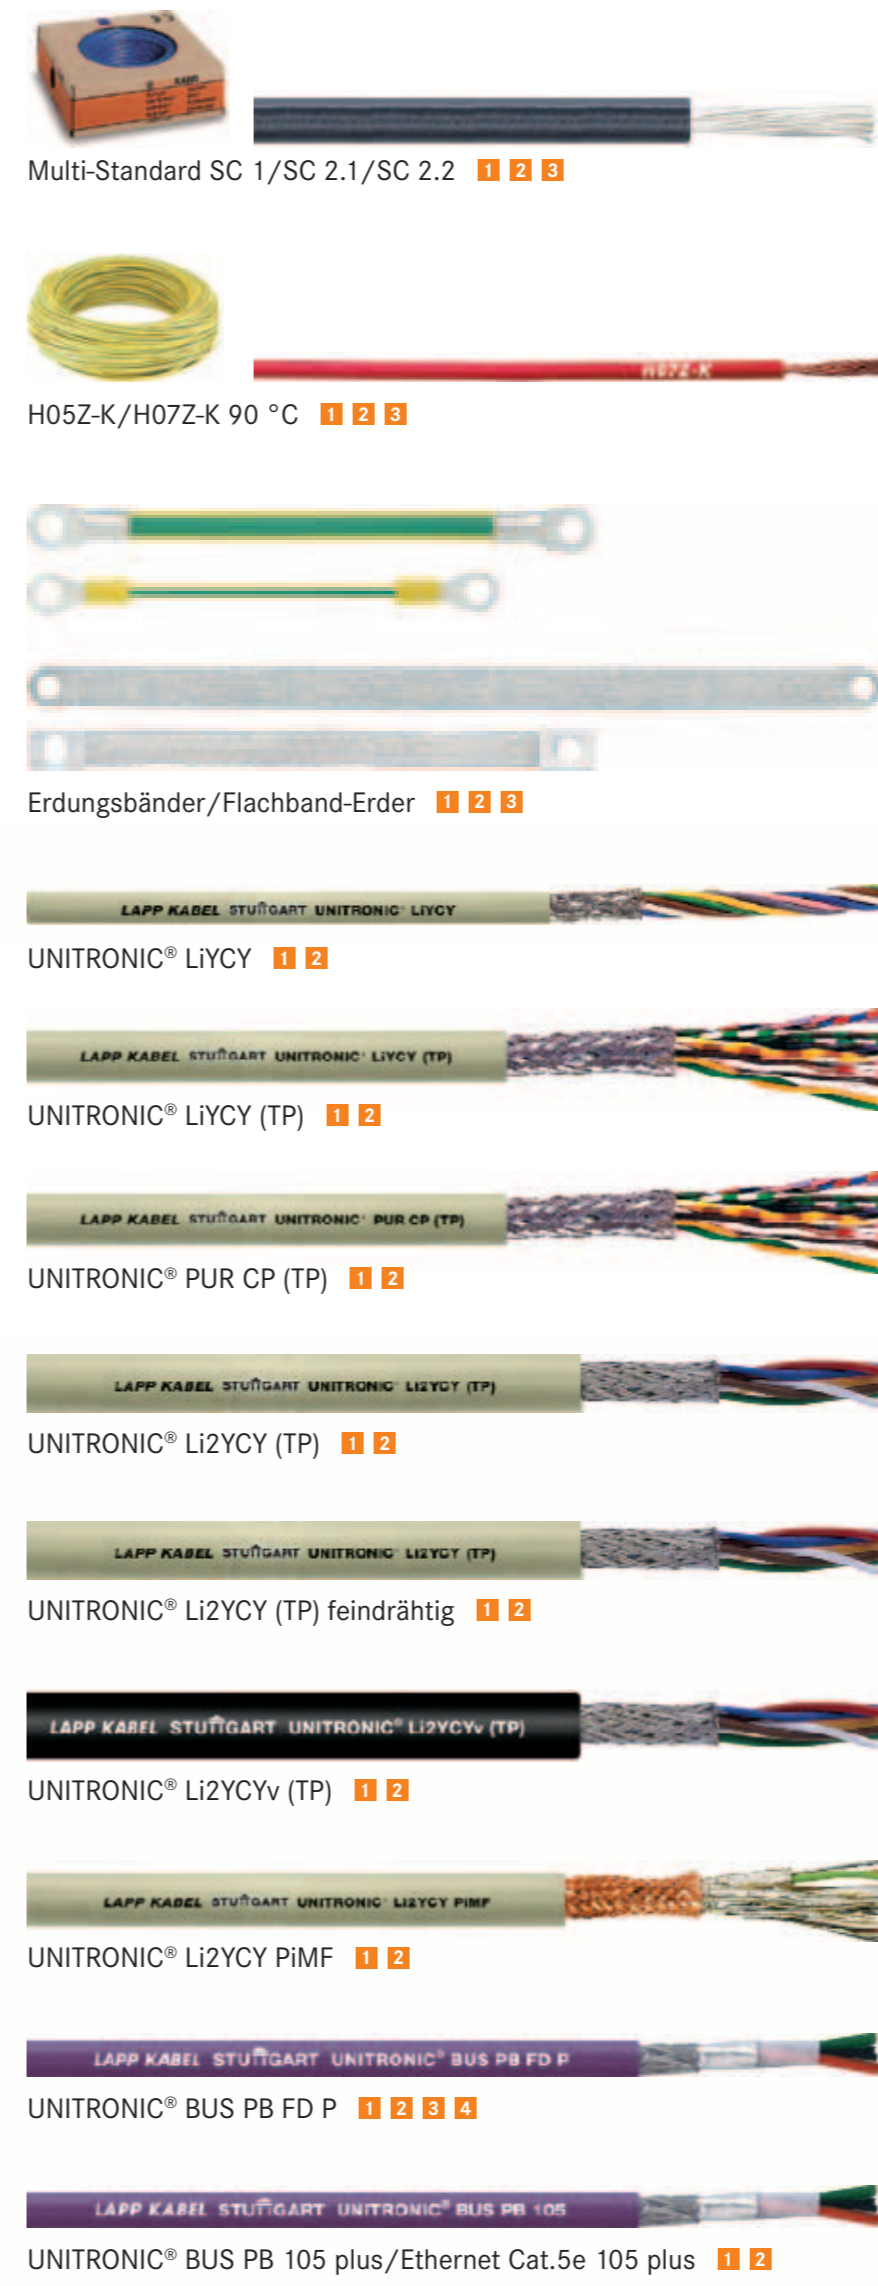 Multi-Standard SC 1/SC 2.1/SC 2.2 1 2 3
H07Z-K
H05Z-K/H07Z-K 90 °C 1 2 3
Erdungsbänder/Flachband-Erder 1 2 3
LAPP KABEL STUTTGART UNITRONIC® LiYCY
UNITRONIC® LiYCY 1 2
LAPP KABEL STUTTGART UNITRONIC® LiYCY (TP)
UNITRONIC® LiYCY (TP) 1 2
LAPP KABEL STUTTGART UNITRONIC® PUR CP (TP)
UNITRONIC® PUR CP (TP) 1 2
LAPP KABEL STUTTGART UNITRONIC® Li2YCY (TP)
UNITRONIC® Li2YCY (TP) 1 2
LAPP KABEL STUTTGART UNITRONIC® Li2YCY (TP)
UNITRONIC® Li2YCY (TP) feindrähtig 1 2
LAPP KABEL STUTTGART UNITRONIC® Li2YCYv (TP)
UNITRONIC® Li2YCYv (TP) 1 2
LAPP KABEL STUTTGART UNITRONIC® Li2YCY PiMF
UNITRONIC® Li2YCY PiMF 1 2
LAPP KABEL STUTTGART UNITRONIC® BUS PB FD P
UNITRONIC® BUS PB FD P 1 2 3 4
LAPP KABEL STUTTGART UNITRONIC® BUS PB 105
UNITRONIC® BUS PB 105 plus/Ethernet Cat.5e 105 plus 1 2